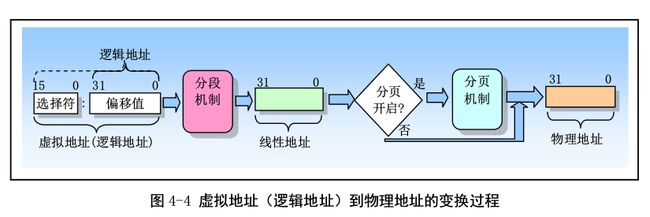 逻辑地址
15 0 31 0
选择符 : 偏移值
虚拟地址(逻辑地址)
分段
机制
31 0
线性地址
分页
开启?
是
否
分页
机制
31 0
物理地址
图 4-4 虚拟地址（逻辑地址）到物理地址的变换过程